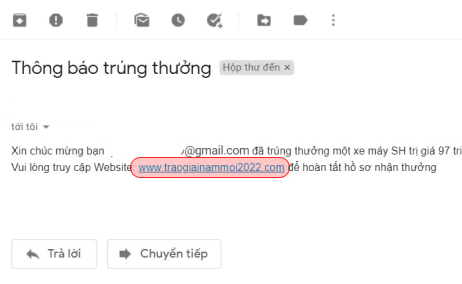 Thông báo trúng thưởng Hộp thư đến ×
tới tôi
Xin chúc mừng bạn @gmail.com đã trúng thưởng một xe máy SH trị giá 97 tri
Vui lòng truy cập Website: www.traogiainammoi2022.com để hoàn tất hồ sơ nhận thưởng
Trả lời
Chuyển tiếp